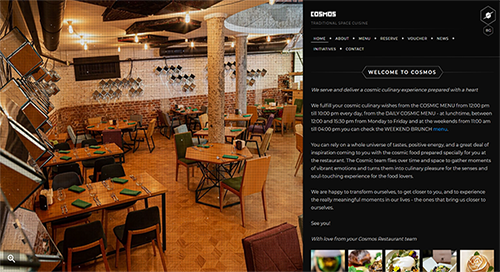 COSMOS
TRADITIONAL SPACE CUISINE
BG
HOME ABOUT MENU RESERVE VOUCHER NEWS
INITIATIVES CONTACT
WELCOME TO COSMOS
We serve and deliver a cosmic culinary experience prepared with a heart
We fulfill your cosmic culinary wishes from the COSMIC MENU from 12:00 pm
till 10:00 pm every day, from the DAILY COSMIC MENU - at lunchtime, between
12:00 and 15:30 pm from Monday to Friday and at the weekends from 11:00 am
till 04:00 pm you can check the WEEKEND BRUNCH menu.
You can rely on a whole universe of tastes, positive energy, and a great deal of
inspiration coming to you with the cosmic food prepared specially for you at
the restaurant. The Cosmic team flies over time and space to gather moments
of vibrant emotions and turns them into culinary pleasure for the senses and
soul-touching experience for the food lovers.
We are happy to transform ourselves, to get closer to you, and to experience
the really meaningful moments in our lives - the ones that bring us closer to
ourselves.
See you!
With love from your Cosmos Restaurant team